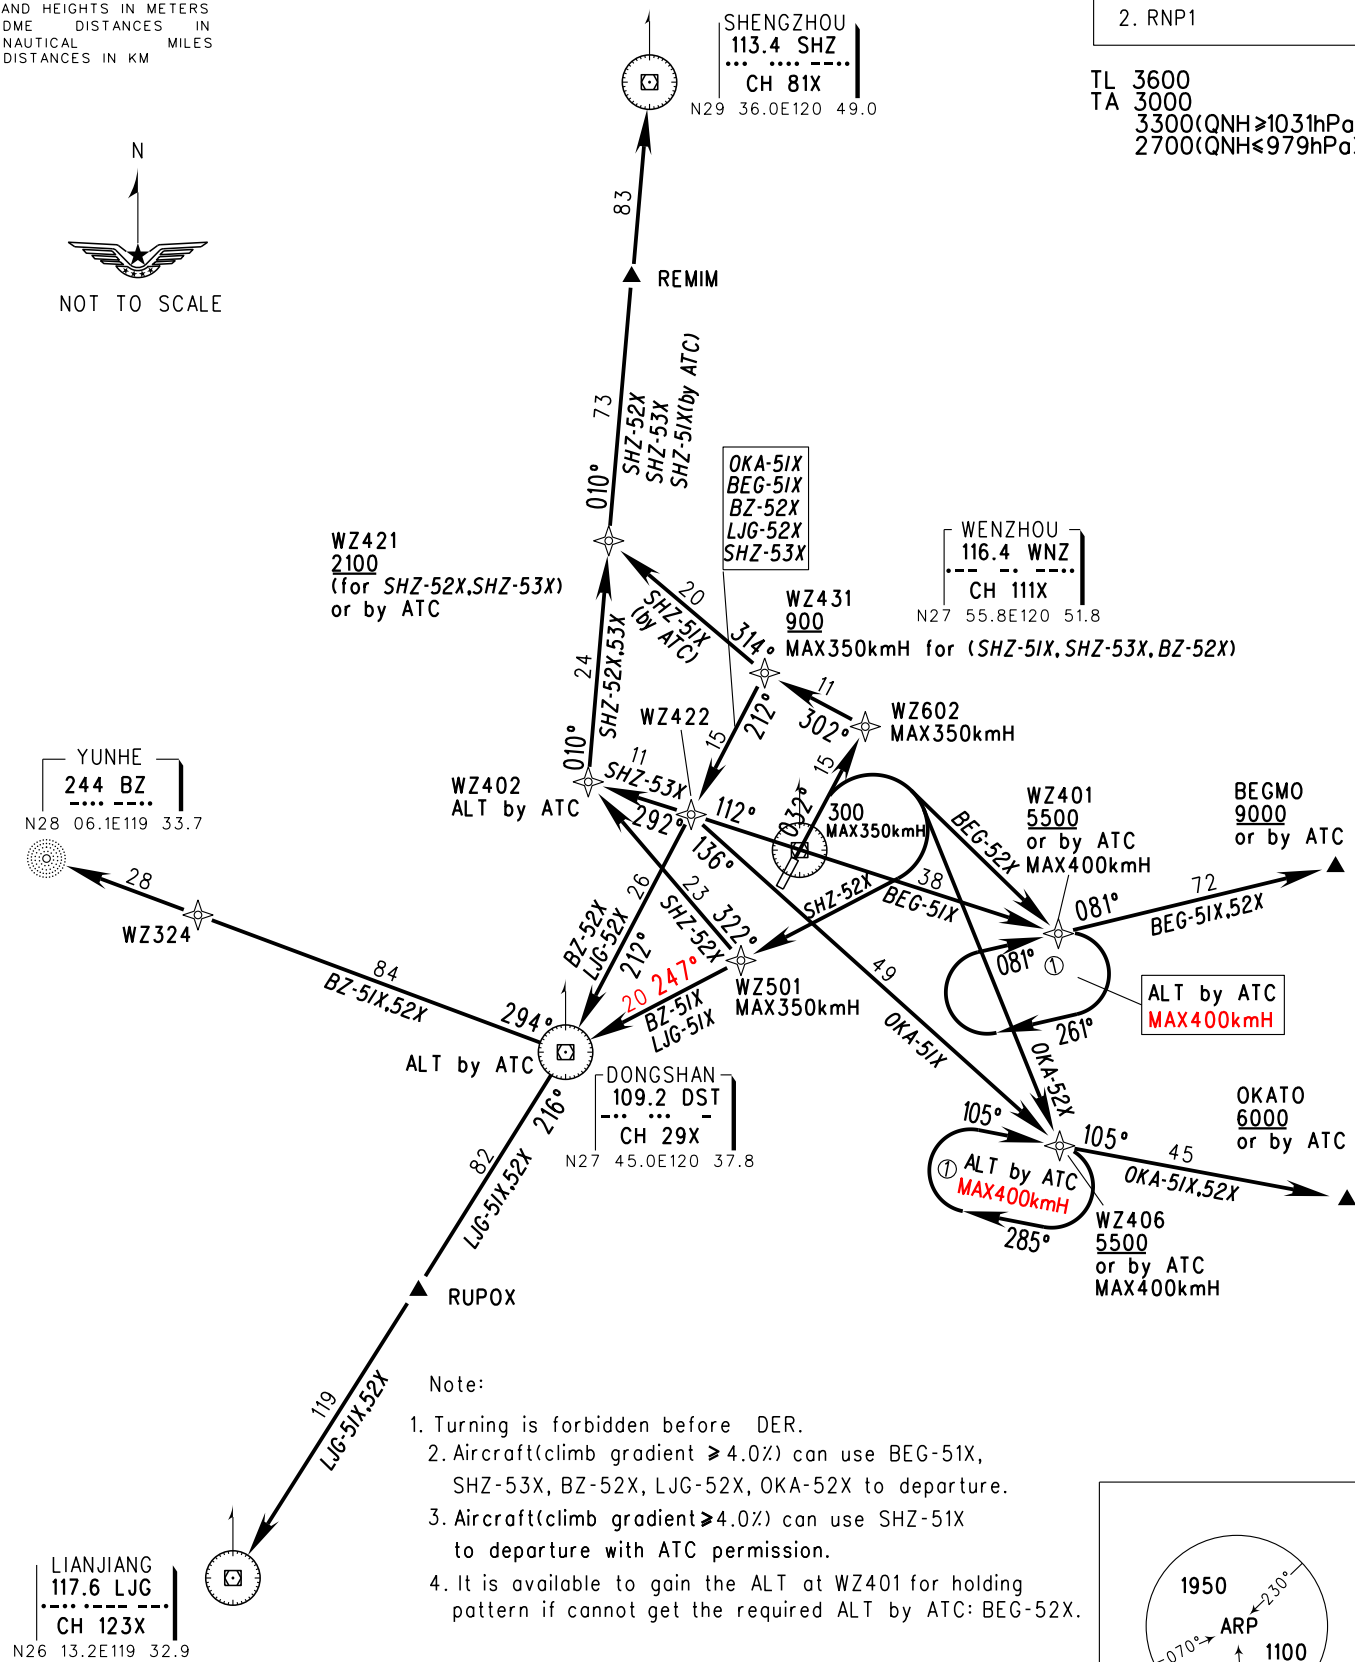 AND HEIGHTS IN METERS
DME DISTANCES IN
NAUTICAL MILES
DISTANCES IN KM
2. RNP1
TL 3600
TA 3000
3300(QNH≥1031hPa
2700(QNH≤979hPa)
N
NOT TO SCALE
SHENGZHOU
113.4 SHZ
CH 81X
N29 36.0E120 49.0
83
REMIM
73
SHZ-52X
SHZ-53X
SHZ-51X(by ATC)
010°
OKA-51X
BEG-51X
BZ-52X
LJG-52X
SHZ-53X
WZ421
2100
(for SHZ-52X,SHZ-53X)
or by ATC
WENZHOU
116.4 WNZ
CH 111X
N27 55.8E120 51.8
20
SHZ-51X
(by ATC)
314°
WZ431
900
MAX350kmH for (SHZ-51X, SHZ-53X, BZ-52X)
24
SHZ-52X,53X
010°
11
302°
WZ602
MAX350kmH
212°
15
WZ422
15
032°
300
MAX350kmH
YUNHE
244 BZ
N28 06.1E119 33.7
WZ402
ALT by ATC
11
SHZ-53X
292°
112°
136°
BEG-52X
WZ401
5500
or by ATC
MAX400kmH
BEGMO
9000
or by ATC
28
WZ324
84
BZ-51X,52X
294°
26
BZ-52X
LJG-52X
212°
23
SHZ-52X
322°
SHZ-52X
38
BEG-51X
081°
72
BEG-51X,52X
081°
①
261°
ALT by ATC
MAX400kmH
20 247°
BZ-51X
LJG-51X
WZ501
MAX350kmH
49
OKA-51X
OKA-52X
ALT by ATC
DONGSHAN
109.2 DST
CH 29X
N27 45.0E120 37.8
216°
82
LJG-51X,52X
105°
① ALT by ATC
MAX400kmH
285°
105°
45
OKA-51X,52X
OKATO
6000
or by ATC
WZ406
5500
or by ATC
MAX400kmH
RUPOX
119
LJG-51X,52X
LIANJIANG
117.6 LJG
CH 123X
N26 13.2E119 32.9
Note:
1. Turning is forbidden before DER.
2. Aircraft(climb gradient ≥4.0%) can use BEG-51X,
SHZ-53X, BZ-52X, LJG-52X, OKA-52X to departure.
3. Aircraft(climb gradient≥4.0%) can use SHZ-51X
to departure with ATC permission.
4. It is available to gain the ALT at WZ401 for holding
pattern if cannot get the required ALT by ATC: BEG-52X.
1950
230°
ARP
070°
1100